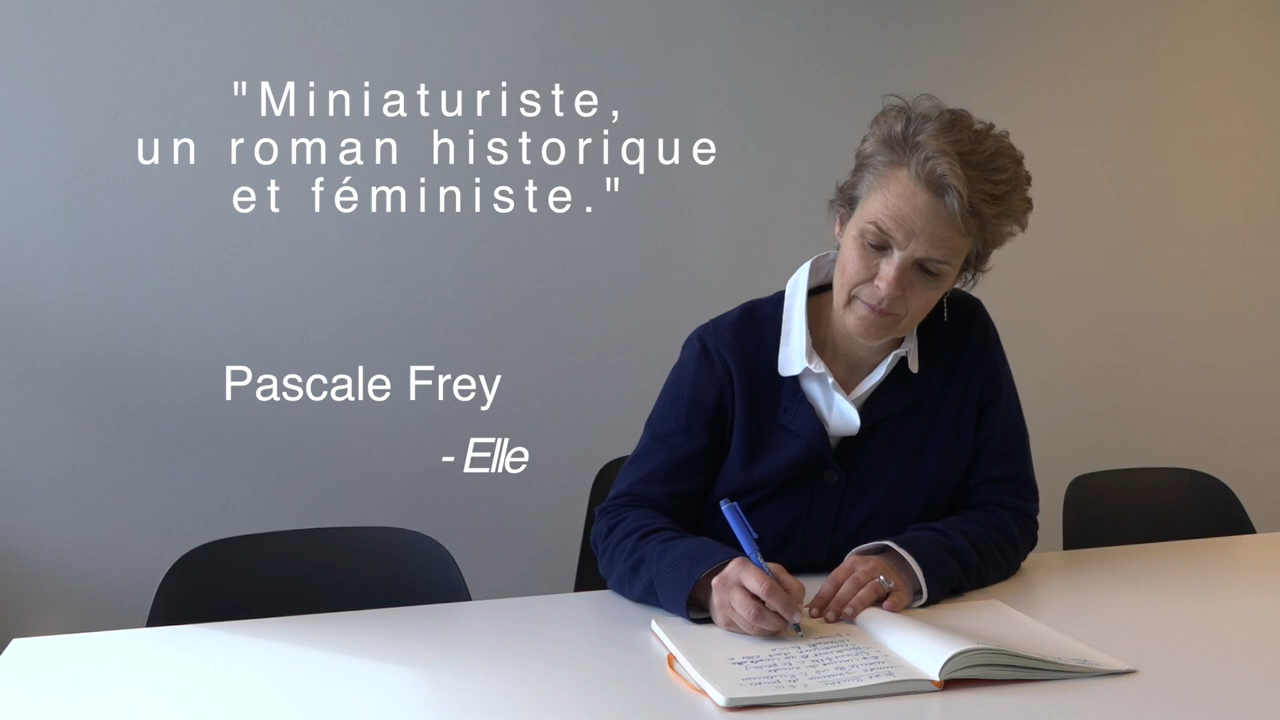 "Miniaturiste,
un roman historique
et féministe."
Pascale Frey
- Elle